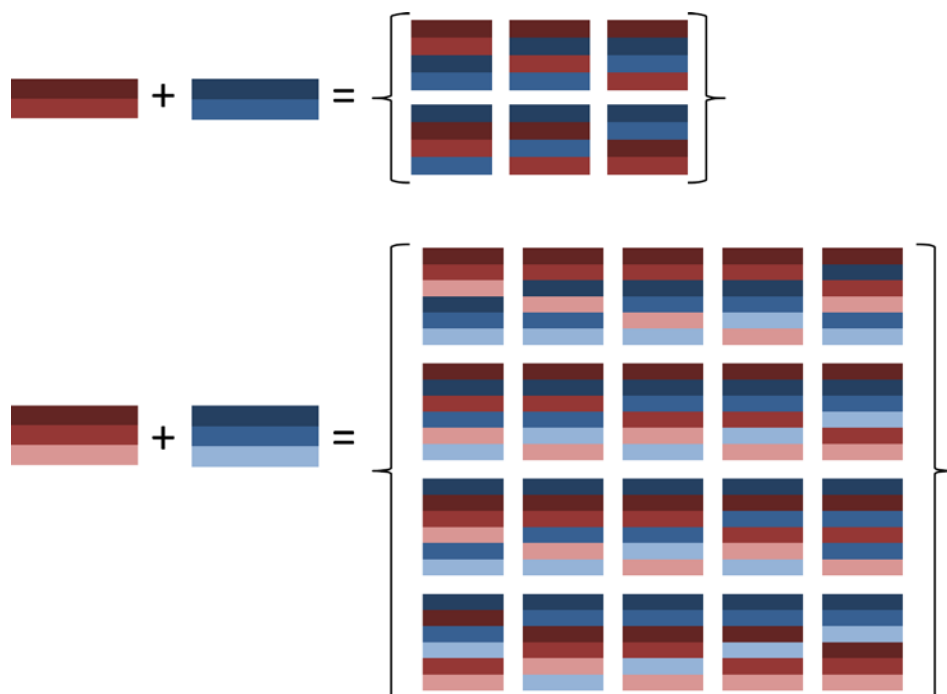 + =
+ =